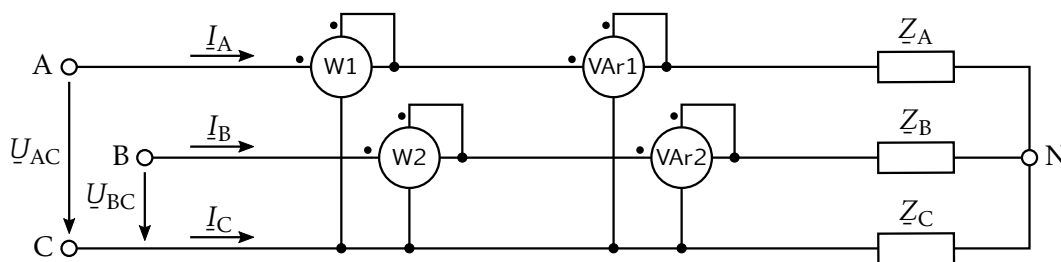 I_A
Z_A
A
W1
VAr1
I_B
Z_B
U_AC
B
W2
VAr2
N
U_BC
I_C
Z_C
C